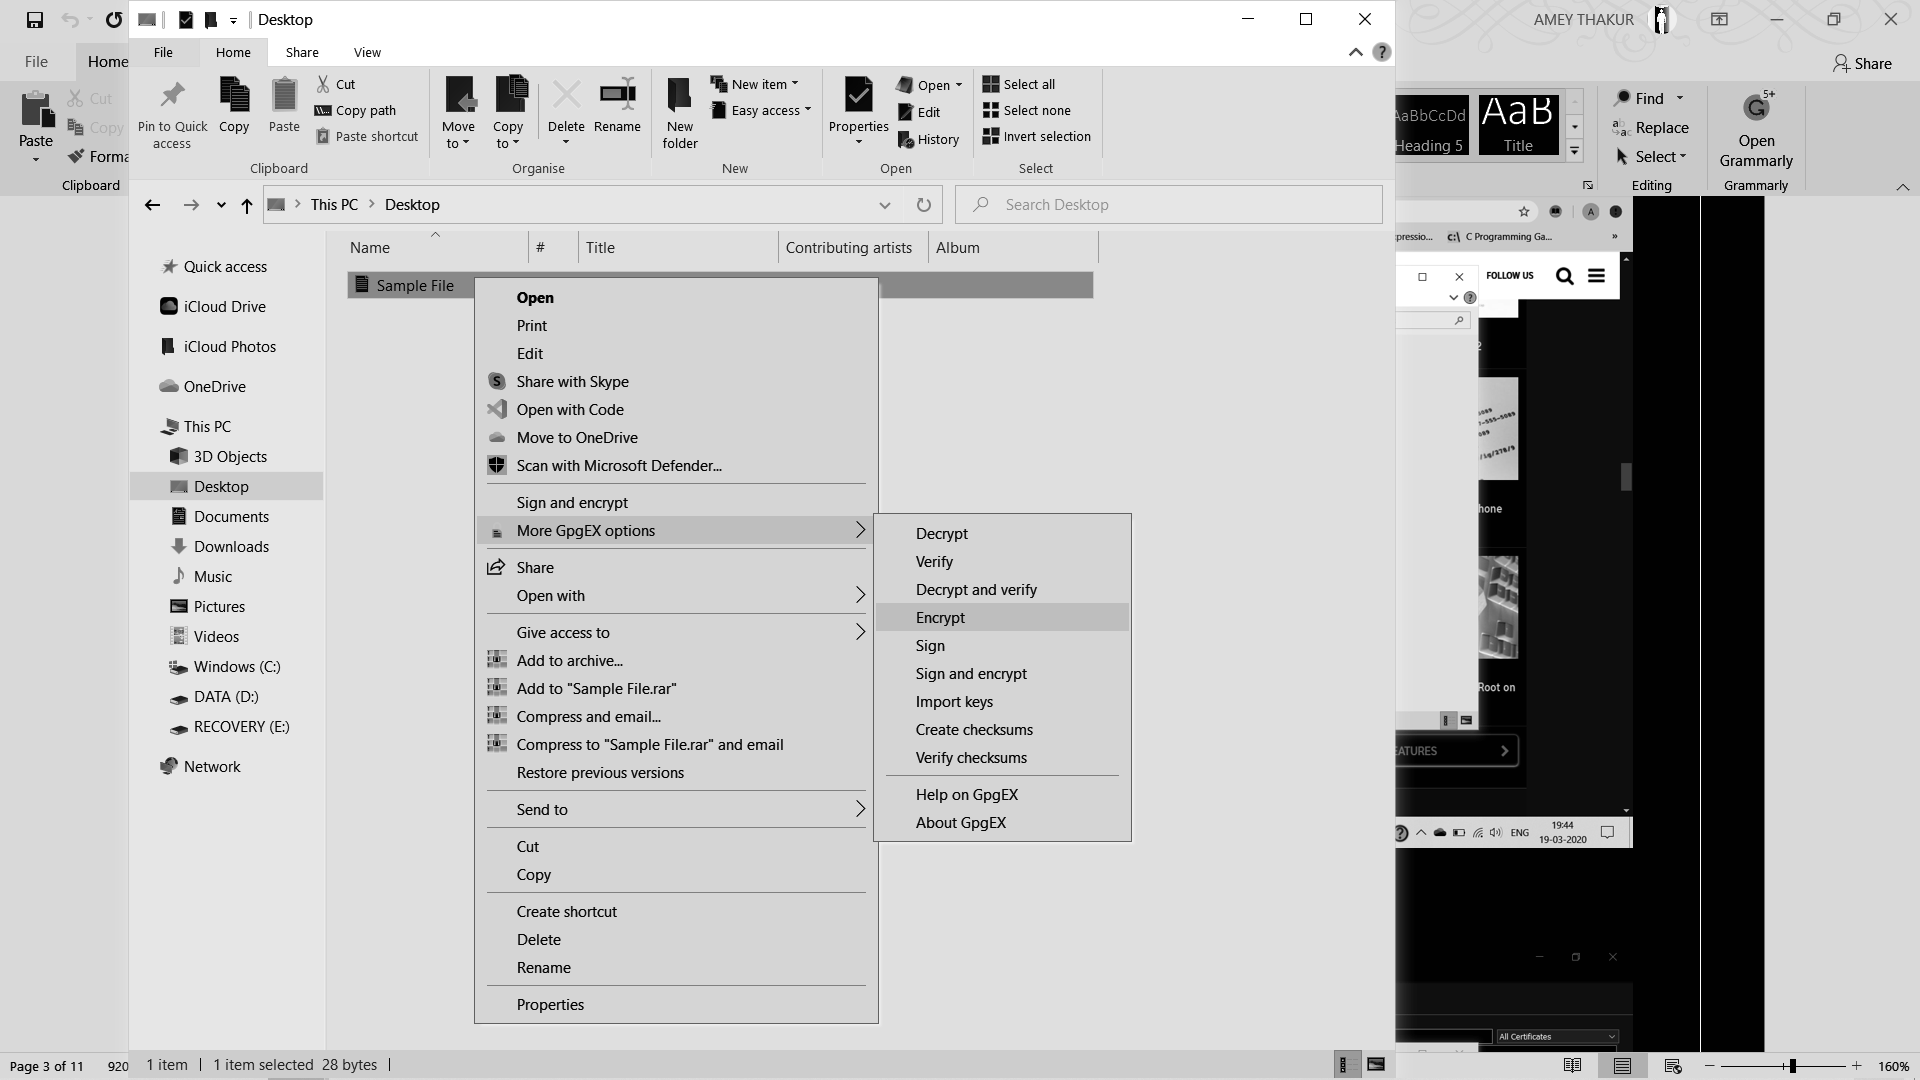 Desktop
AMEY THAKUR
File
Home
File
Home
Share
View
Share
Pin to Quick access
Copy
Paste
Cut
Copy path
Paste shortcut
Clipboard
Move to
Copy to
Delete
Rename
Organise
New folder
New item
Easy access
New
Properties
Open
Edit
History
Open
Select all
Select none
Invert selection
Select
Paste
Cut
Copy
Clipboard
AaBbCcDd
Heading 5
AaB
Title
Find
Replace
Select
Editing
5+
Open Grammarly
Grammarly
This PC
Desktop
Search Desktop
Name
#
Title
Contributing artists
Album
Sample File
Quick access
iCloud Drive
iCloud Photos
OneDrive
This PC
3D Objects
Desktop
Documents
Downloads
Music
Pictures
Videos
Windows (C:)
DATA (D:)
RECOVERY (E:)
Network
Open
Print
Edit
Share with Skype
Open with Code
Move to OneDrive
Scan with Microsoft Defender...
Sign and encrypt
More GpgEX options
Share
Open with
Give access to
Add to archive...
Add to "Sample File.rar"
Compress and email...
Compress to "Sample File.rar" and email
Restore previous versions
Send to
Cut
Copy
Create shortcut
Delete
Rename
Properties
Decrypt
Verify
Decrypt and verify
Encrypt
Sign
Sign and encrypt
Import keys
Create checksums
Verify checksums
Help on GpgEX
About GpgEX
C Programming Ga...
FOLLOW US
Root on
ENG
19:44
19-03-2020
All Certificates
1 item
1 item selected 28 bytes
Page 3 of 11
920
160%